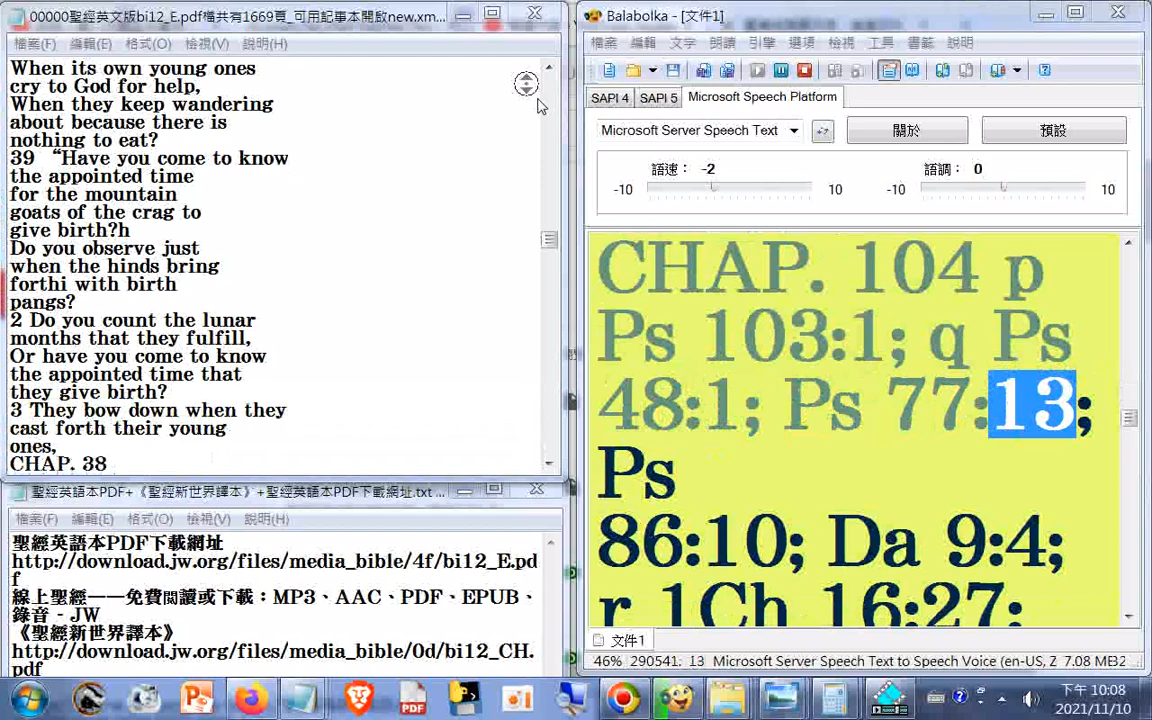 00000聖經英文版bi12_E.pdf檔共有1669頁_可用記事本開啟new.xm...
檔案(F) 編輯(E) 格式(O) 檢視(V) 說明(H)
When its own young ones
cry to God for help,
When they keep wandering
about because there is
nothing to eat?
39 “Have you come to know
the appointed time
for the mountain
goats of the crag to
give birth?h
Do you observe just
when the hinds bring
forthi with birth
pangs?
2 Do you count the lunar
months that they fulfill,
Or have you come to know
the appointed time that
they give birth?
3 They bow down when they
cast forth their young
ones,
CHAP. 38
聖經英語本PDF+《聖經新世界譯本》+聖經英語本PDF下載網址.txt ...
檔案(F) 編輯(E) 格式(O) 檢視(V) 說明(H)
聖經英語本PDF下載網址
http://download.jw.org/files/media_bible/4f/bi12_E.pd
f
線上聖經——免費閱讀或下載：MP3、AAC、PDF、EPUB、
錄音 - JW
《聖經新世界譯本》
http://download.jw.org/files/media_bible/0d/bi12_CH.
pdf
Balabolka - [文件1]
檔案 編輯 文字 朗讀 引擎 選項 檢視 工具 書籤 說明
SAPI 4 SAPI 5 Microsoft Speech Platform
Microsoft Server Speech Text 關於 預設
語速： -2 語調： 0
-10 10 -10 10
CHAP. 104 p
Ps 103:1; q Ps
48:1; Ps 77:13;
Ps
86:10; Da 9:4;
r 1Ch 16:27;
文件1
46% 290541: 13 Microsoft Server Speech Text to Speech Voice (en-US, Z 7.08 MB2
下午 10:08
2021/11/10